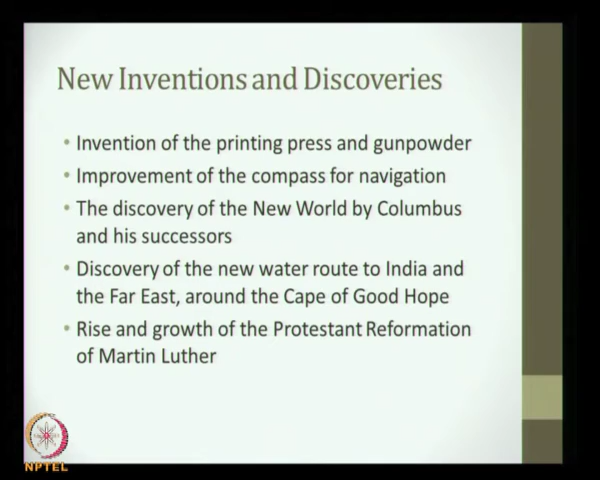 New Inventions and Discoveries
• Invention of the printing press and gunpowder
• Improvement of the compass for navigation
• The discovery of the New World by Columbus
and his successors
• Discovery of the new water route to India and
the Far East, around the Cape of Good Hope
• Rise and growth of the Protestant Reformation
of Martin Luther
NPTEL